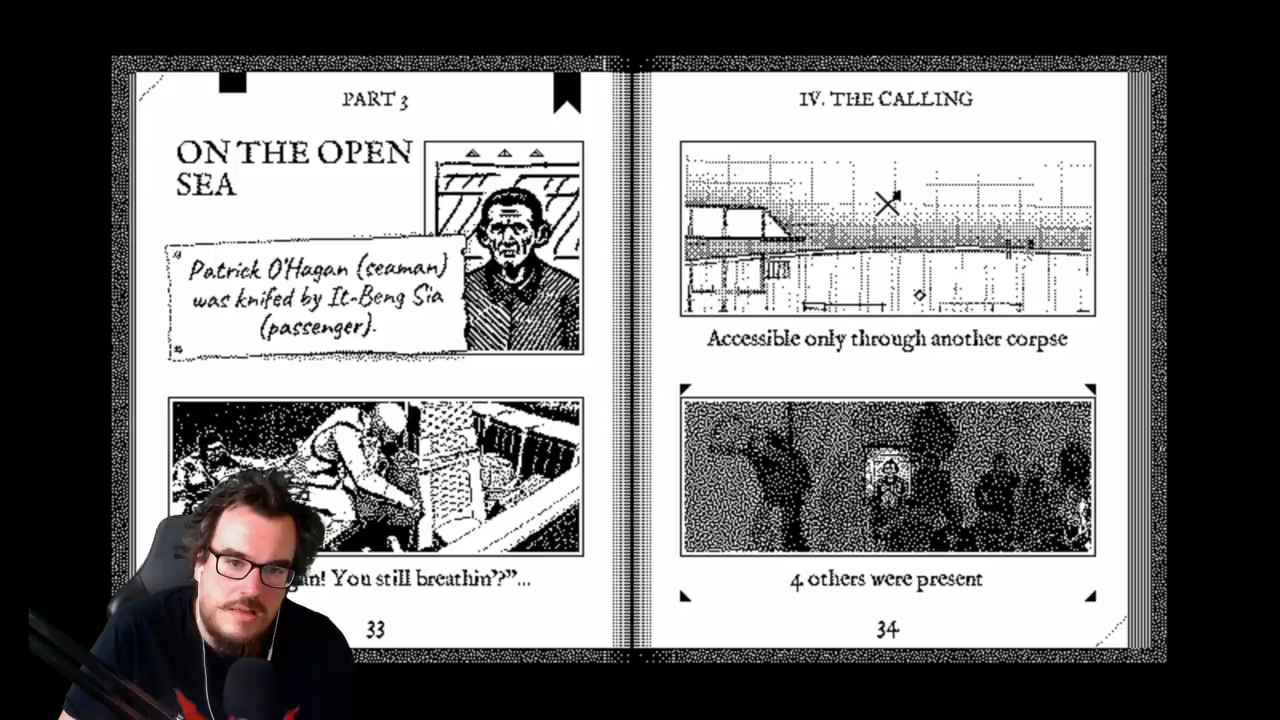 PART 3
ON THE OPEN
SEA
Patrick O'Hagan (seaman)
was knifed by It-Beng Sia
(passenger).
You still breathin'?”...
33
IV. THE CALLING
Accessible only through another corpse
4 others were present
34